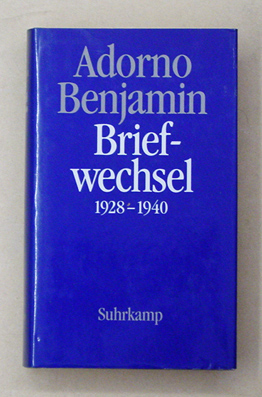 Adorno
Benjamin
Brief-
wechsel
1928–1940
Suhrkamp